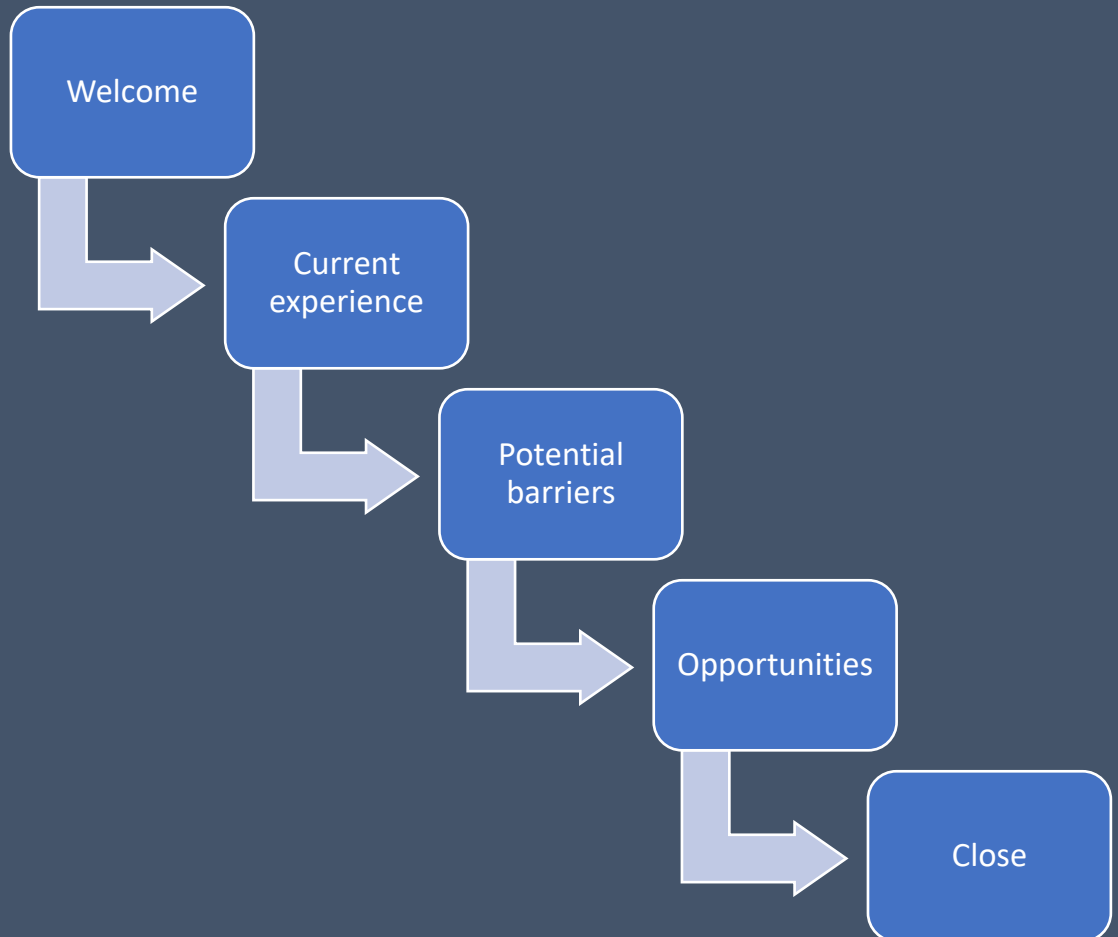 Welcome
Current
experience
Potential
barriers
Opportunities
Close